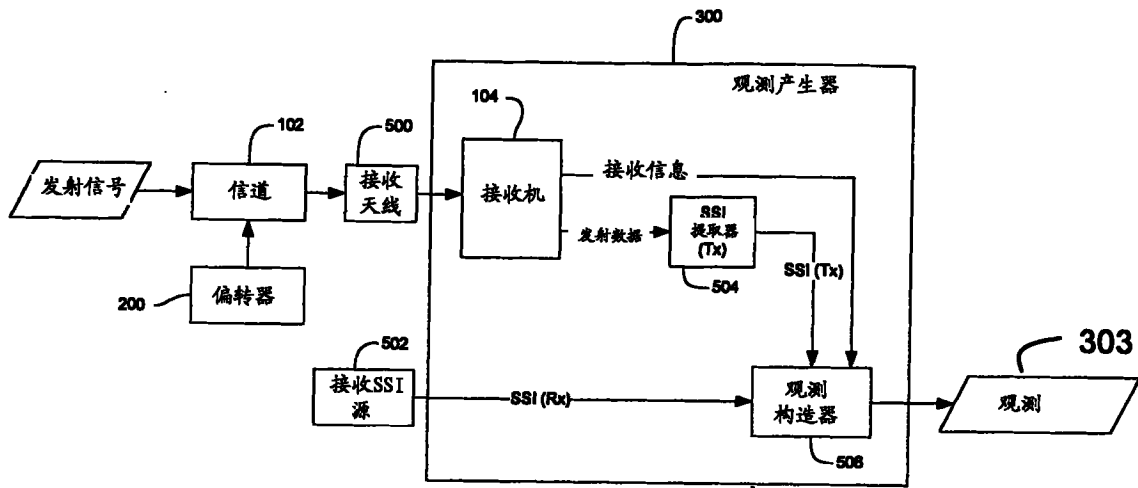 300
观测产生器
104
接收机
接收信息
发射数据
SSI
提取器
(Tx)
504
SSI (Tx)
102
500
发射信号
信道
接收
天线
200
偏转器
502
接收SSI
源
SSI (Rx)
观测
构造器
506
303
观测